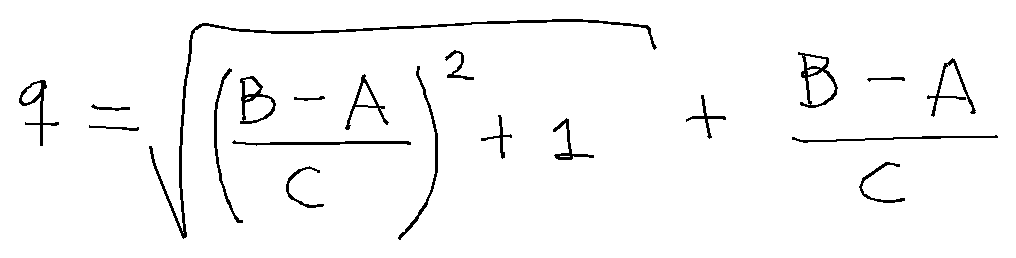 q = √((B - A / C)² + 1) + B - A / C